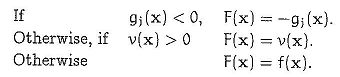 If g_j(x) < 0, F(x) = −g_j(x).
Otherwise, if ν(x) > 0 F(x) = ν(x).
Otherwise F(x) = f(x).